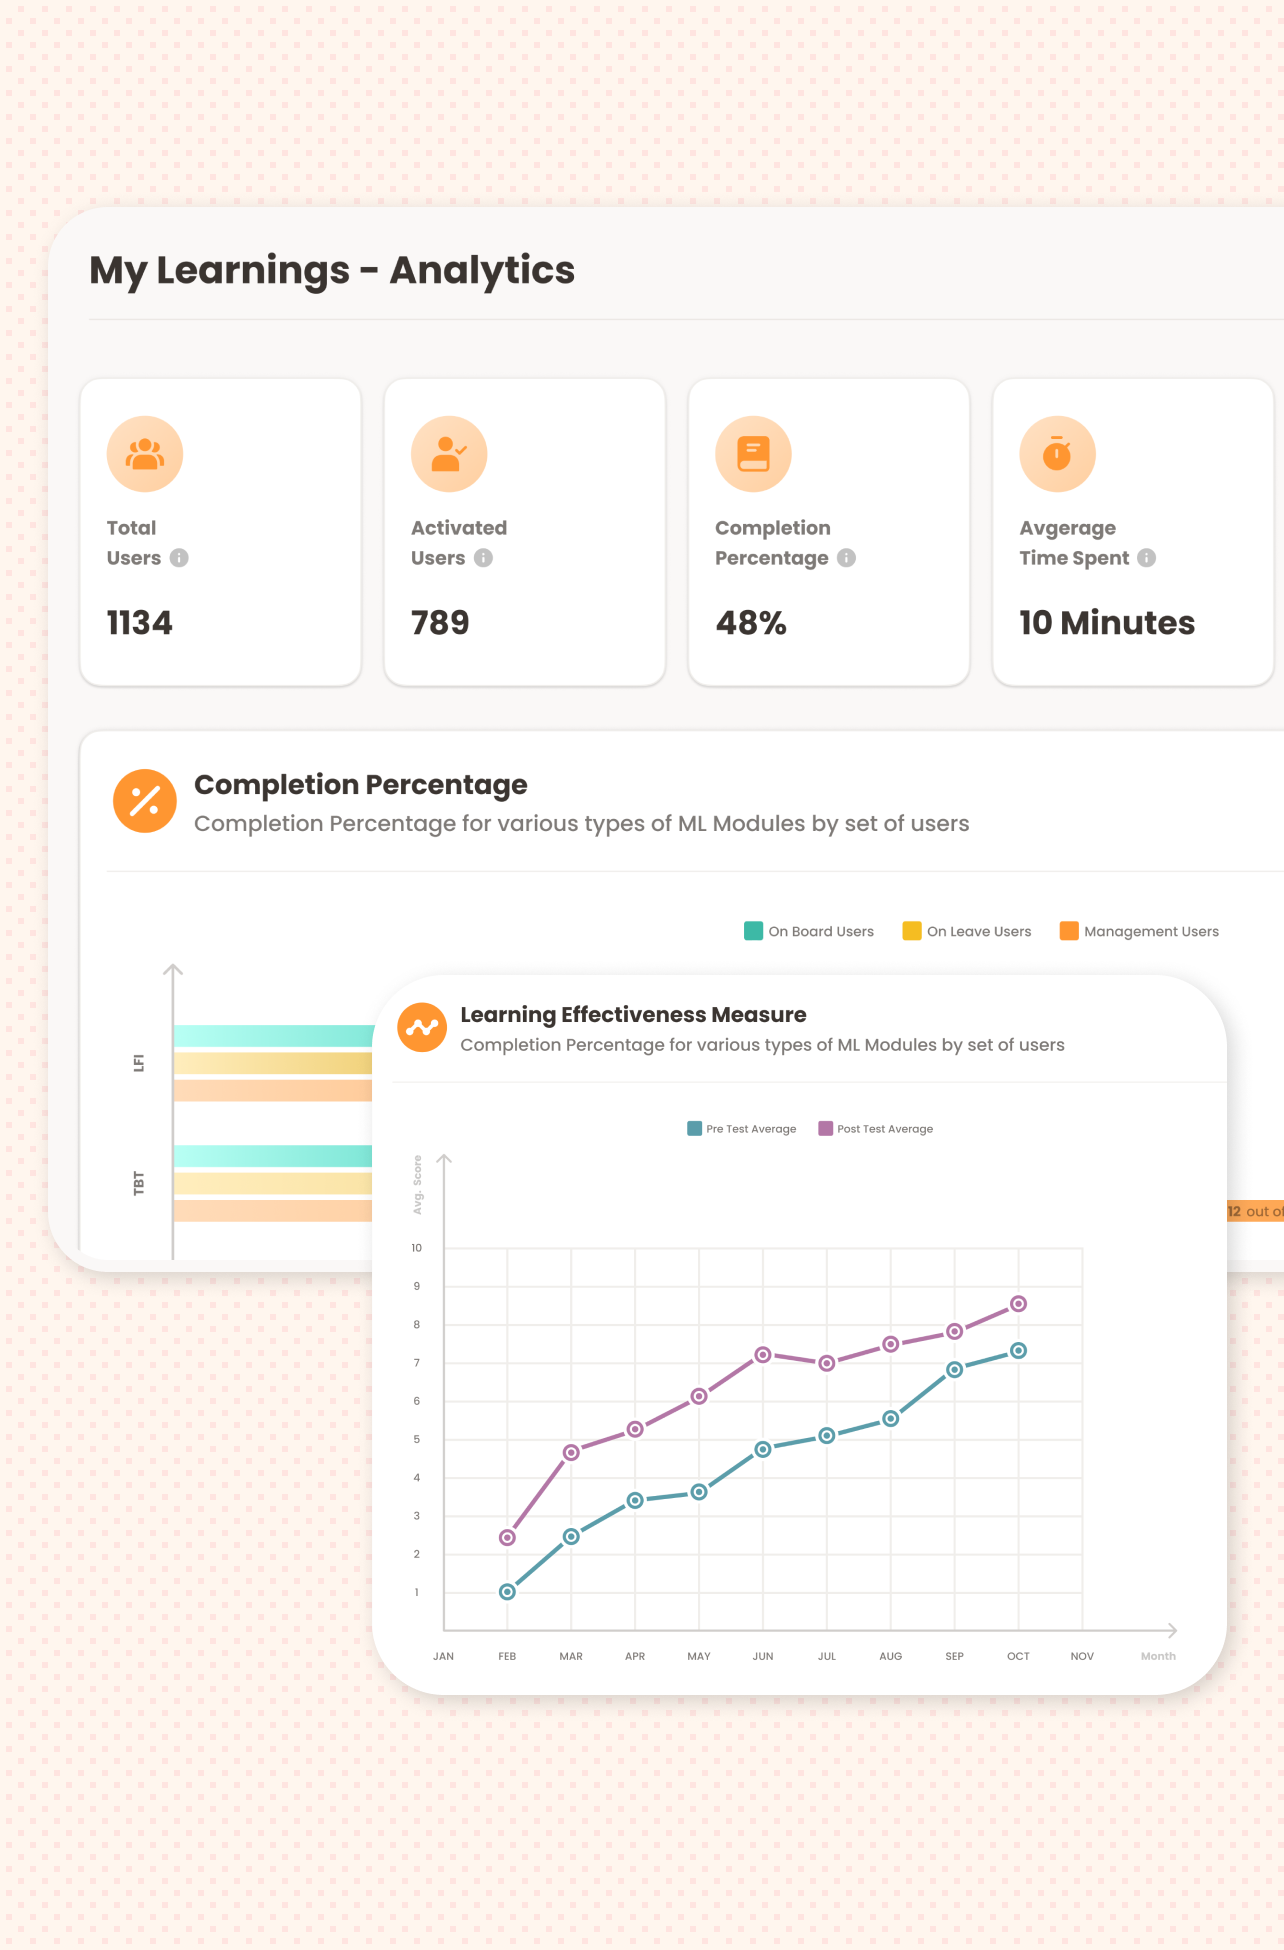 My Learnings - Analytics
Total
Users
1134
Activated
Users
789
Completion
Percentage
48%
Avgerage
Time Spent
10 Minutes
Completion Percentage
Completion Percentage for various types of ML Modules by set of users
On Board Users
On Leave Users
Management Users
LFI
TBT
12 out of
Learning Effectiveness Measure
Completion Percentage for various types of ML Modules by set of users
Pre Test Average
Post Test Average
Avg. Score
10
9
8
7
6
5
4
3
2
1
JAN FEB MAR APR MAY JUN JUL AUG SEP OCT NOV Month